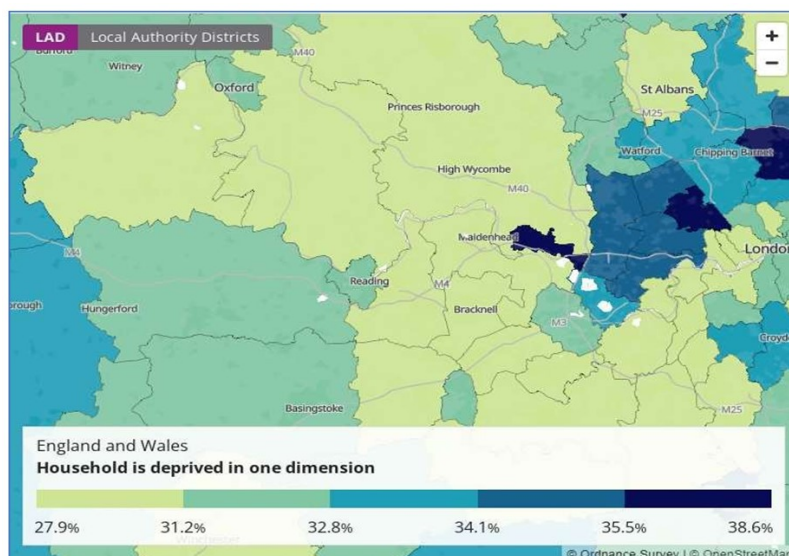 LAD Local Authority Districts
+
−
M40
Witney
Oxford
St Albans
Princes Risborough
M25
Watford
Chipping Barnet
High Wycombe
M40
Maidenhead
London
M4
Reading
M4
Hungerford
Bracknell
M3
Basingstoke
M25
England and Wales
Household is deprived in one dimension
27.9% 31.2% 32.8% 34.1% 35.5% 38.6%
© Ordnance Survey | © OpenStreetMap